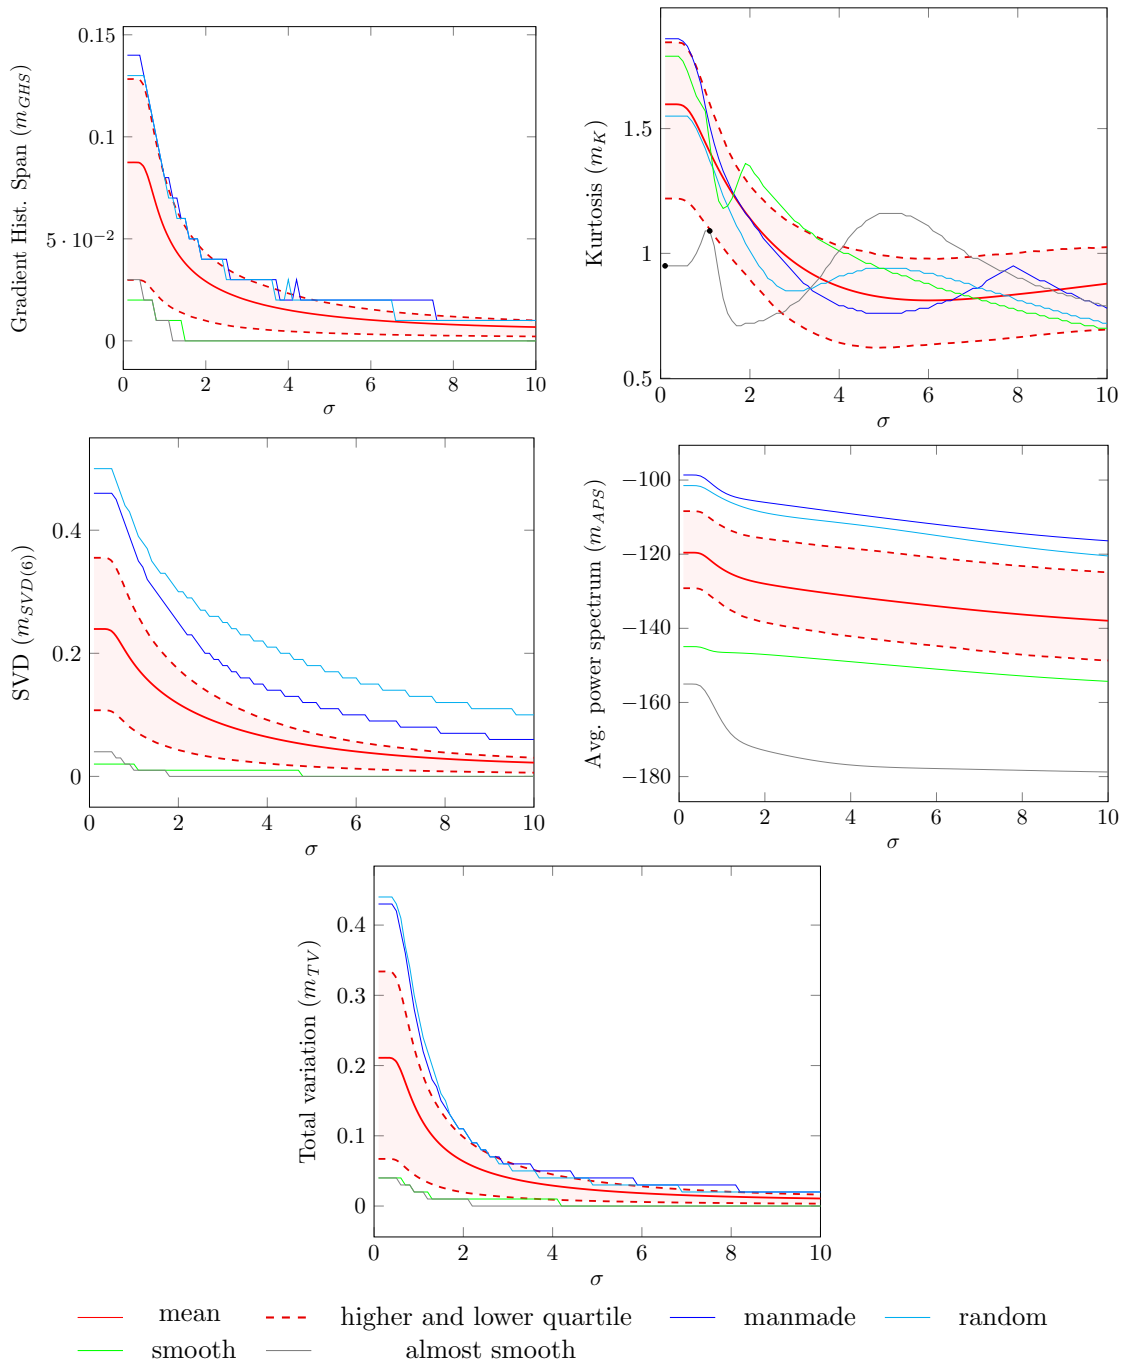 0.15
0.1
5 · 10⁻²
0
Gradient Hist. Span (m_GHS)
0 2 4 6 8 10
σ
1.5
1
0.5
Kurtosis (m_K)
0 2 4 6 8 10
σ
0.4
0.2
0
SVD (m_SVD(6))
0 2 4 6 8 10
σ
−100
−120
−140
−160
−180
Avg. power spectrum (m_APS)
0 2 4 6 8 10
σ
0.4
0.3
0.2
0.1
0
Total variation (m_TV)
0 2 4 6 8 10
σ
mean higher and lower quartile manmade random
smooth almost smooth